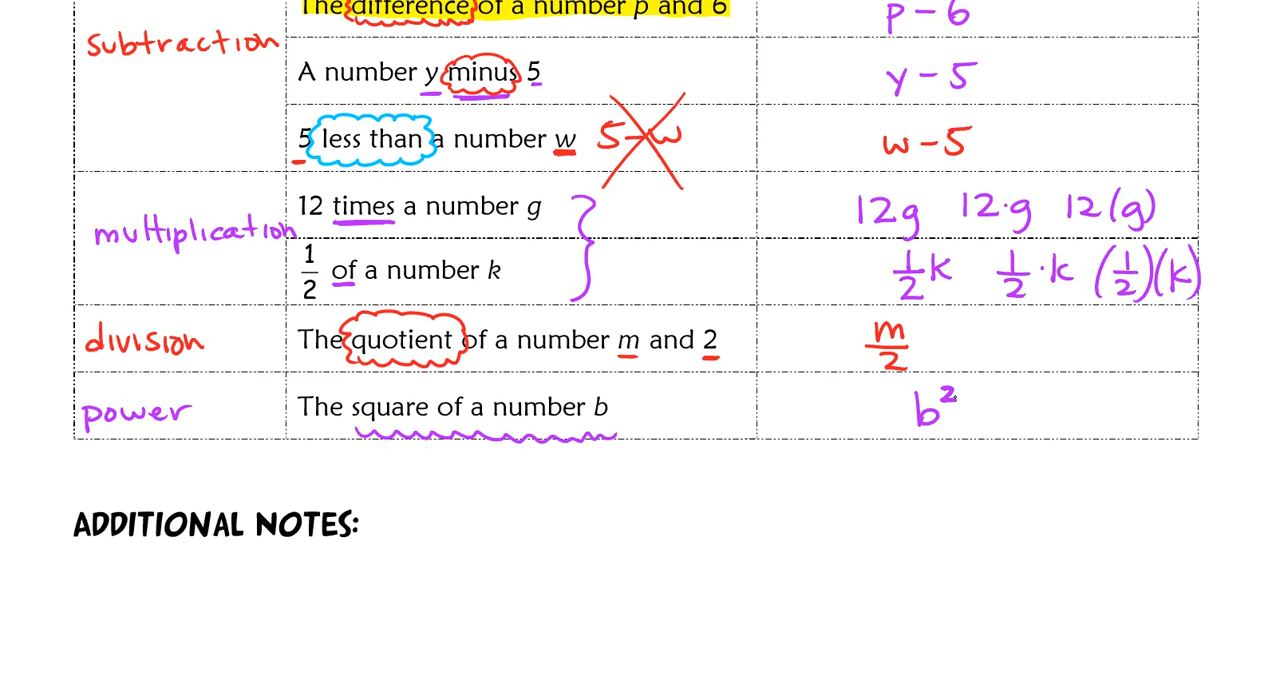 The difference of a number p and 6 p - 6
subtraction
A number y minus 5 y - 5
5 less than a number w 5 - w w - 5
12 times a number g 12g 12·g 12(g)
multiplication
1/2 of a number k 1/2 k 1/2 · k (1/2)(k)
division The quotient of a number m and 2 m/2
power The square of a number b b²
ADDITIONAL NOTES: